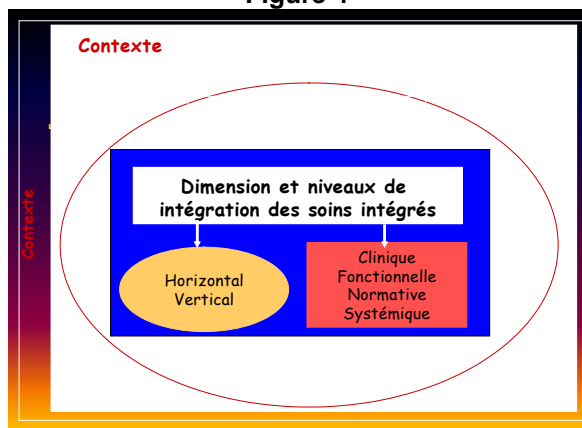 Contexte
Contexte
Dimension et niveaux de
intégration des soins intégrés
Horizontal
Vertical
Clinique
Fonctionnelle
Normative
Systémique